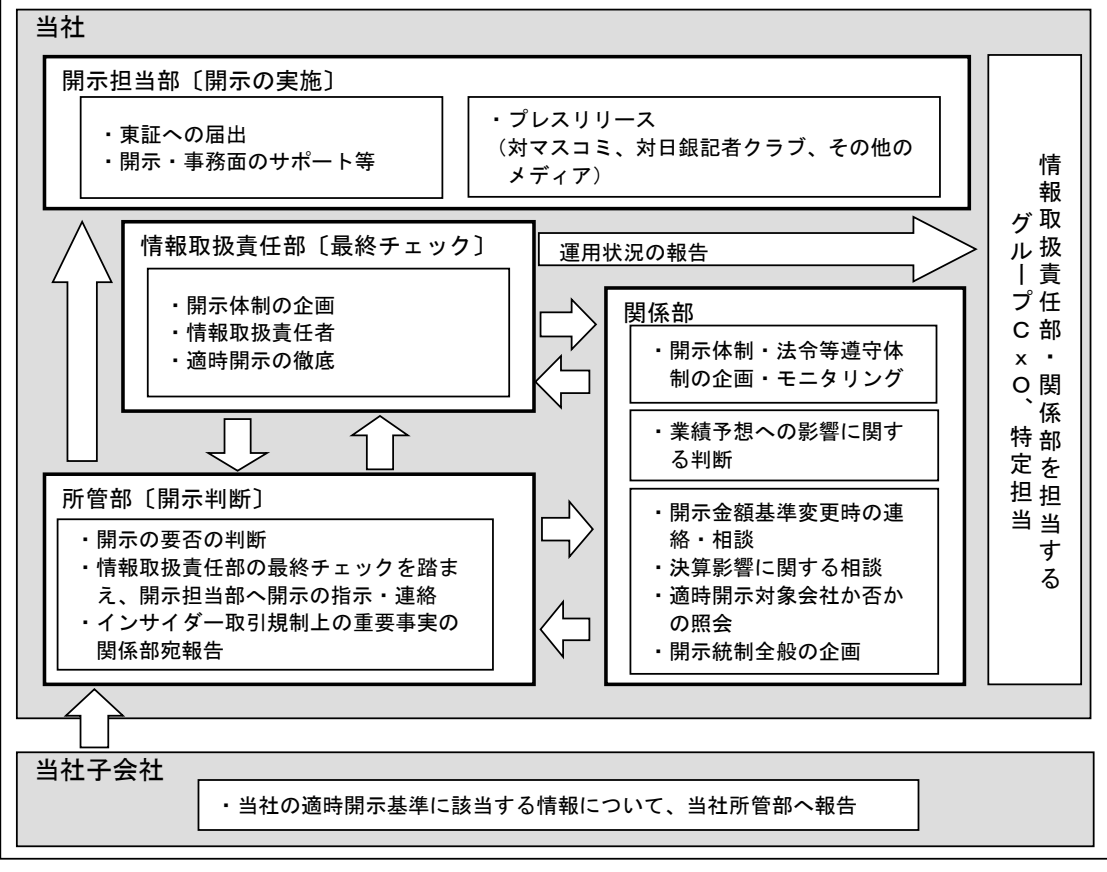 当社
開示担当部〔開示の実施〕
・東証への届出
・開示・事務面のサポート等
・プレスリリース
（対マスコミ、対日銀記者クラブ、その他の
メディア）
情報取扱責任部〔最終チェック〕
・開示体制の企画
・情報取扱責任者
・適時開示の徹底
運用状況の報告
関係部
・開示体制・法令等遵守体
制の企画・モニタリング
・業績予想への影響に関す
る判断
・開示金額基準変更時の連
絡・相談
・決算影響に関する相談
・適時開示対象会社か否か
の照会
・開示統制全般の企画
所管部〔開示判断〕
・開示の要否の判断
・情報取扱責任部の最終チェックを踏ま
え、開示担当部へ開示の指示・連絡
・インサイダー取引規制上の重要事実の
関係部宛報告
情報取扱責任部・関係部を担当する
グループＣｘＯ、特定担当
当社子会社
・当社の適時開示基準に該当する情報について、当社所管部へ報告